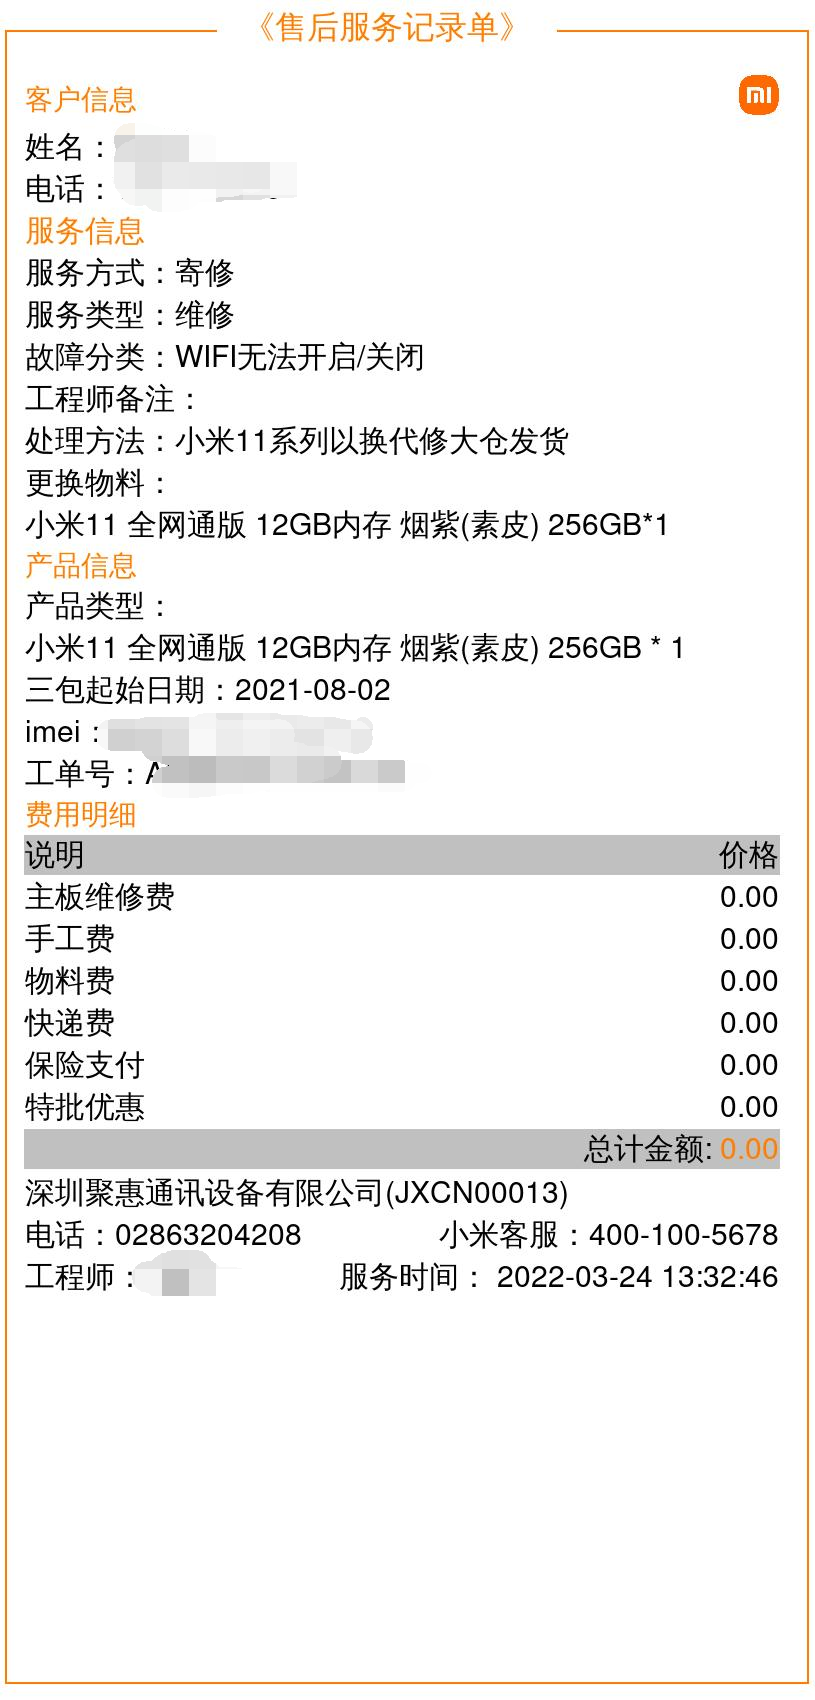 《售后服务记录单》
客户信息
姓名：
电话：
服务信息
服务方式：寄修
服务类型：维修
故障分类：WIFI无法开启/关闭
工程师备注：
处理方法：小米11系列以换代修大仓发货
更换物料：
小米11 全网通版 12GB内存 烟紫(素皮) 256GB*1
产品信息
产品类型：
小米11 全网通版 12GB内存 烟紫(素皮) 256GB * 1
三包起始日期：2021-08-02
imei：
工单号：
费用明细
说明 价格
主板维修费 0.00
手工费 0.00
物料费 0.00
快递费 0.00
保险支付 0.00
特批优惠 0.00
总计金额: 0.00
深圳聚惠通讯设备有限公司(JXCN00013)
电话：02863204208 小米客服：400-100-5678
工程师： 服务时间： 2022-03-24 13:32:46